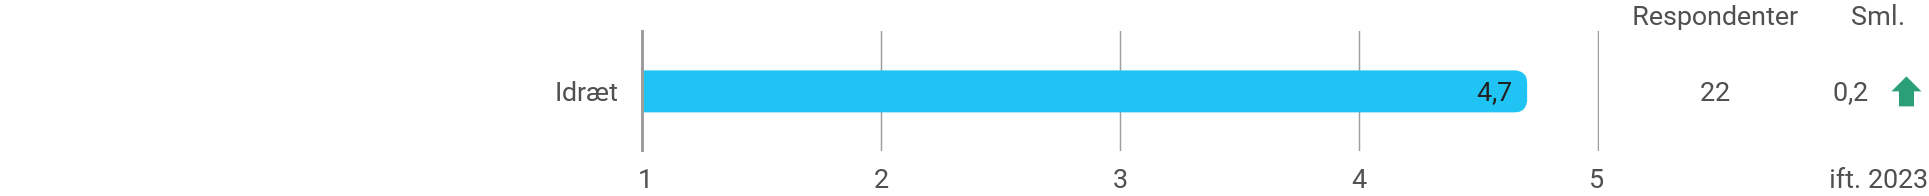 Respondenter Sml.
Idræt 4,7 22 0,2
1 2 3 4 5 ift. 2023